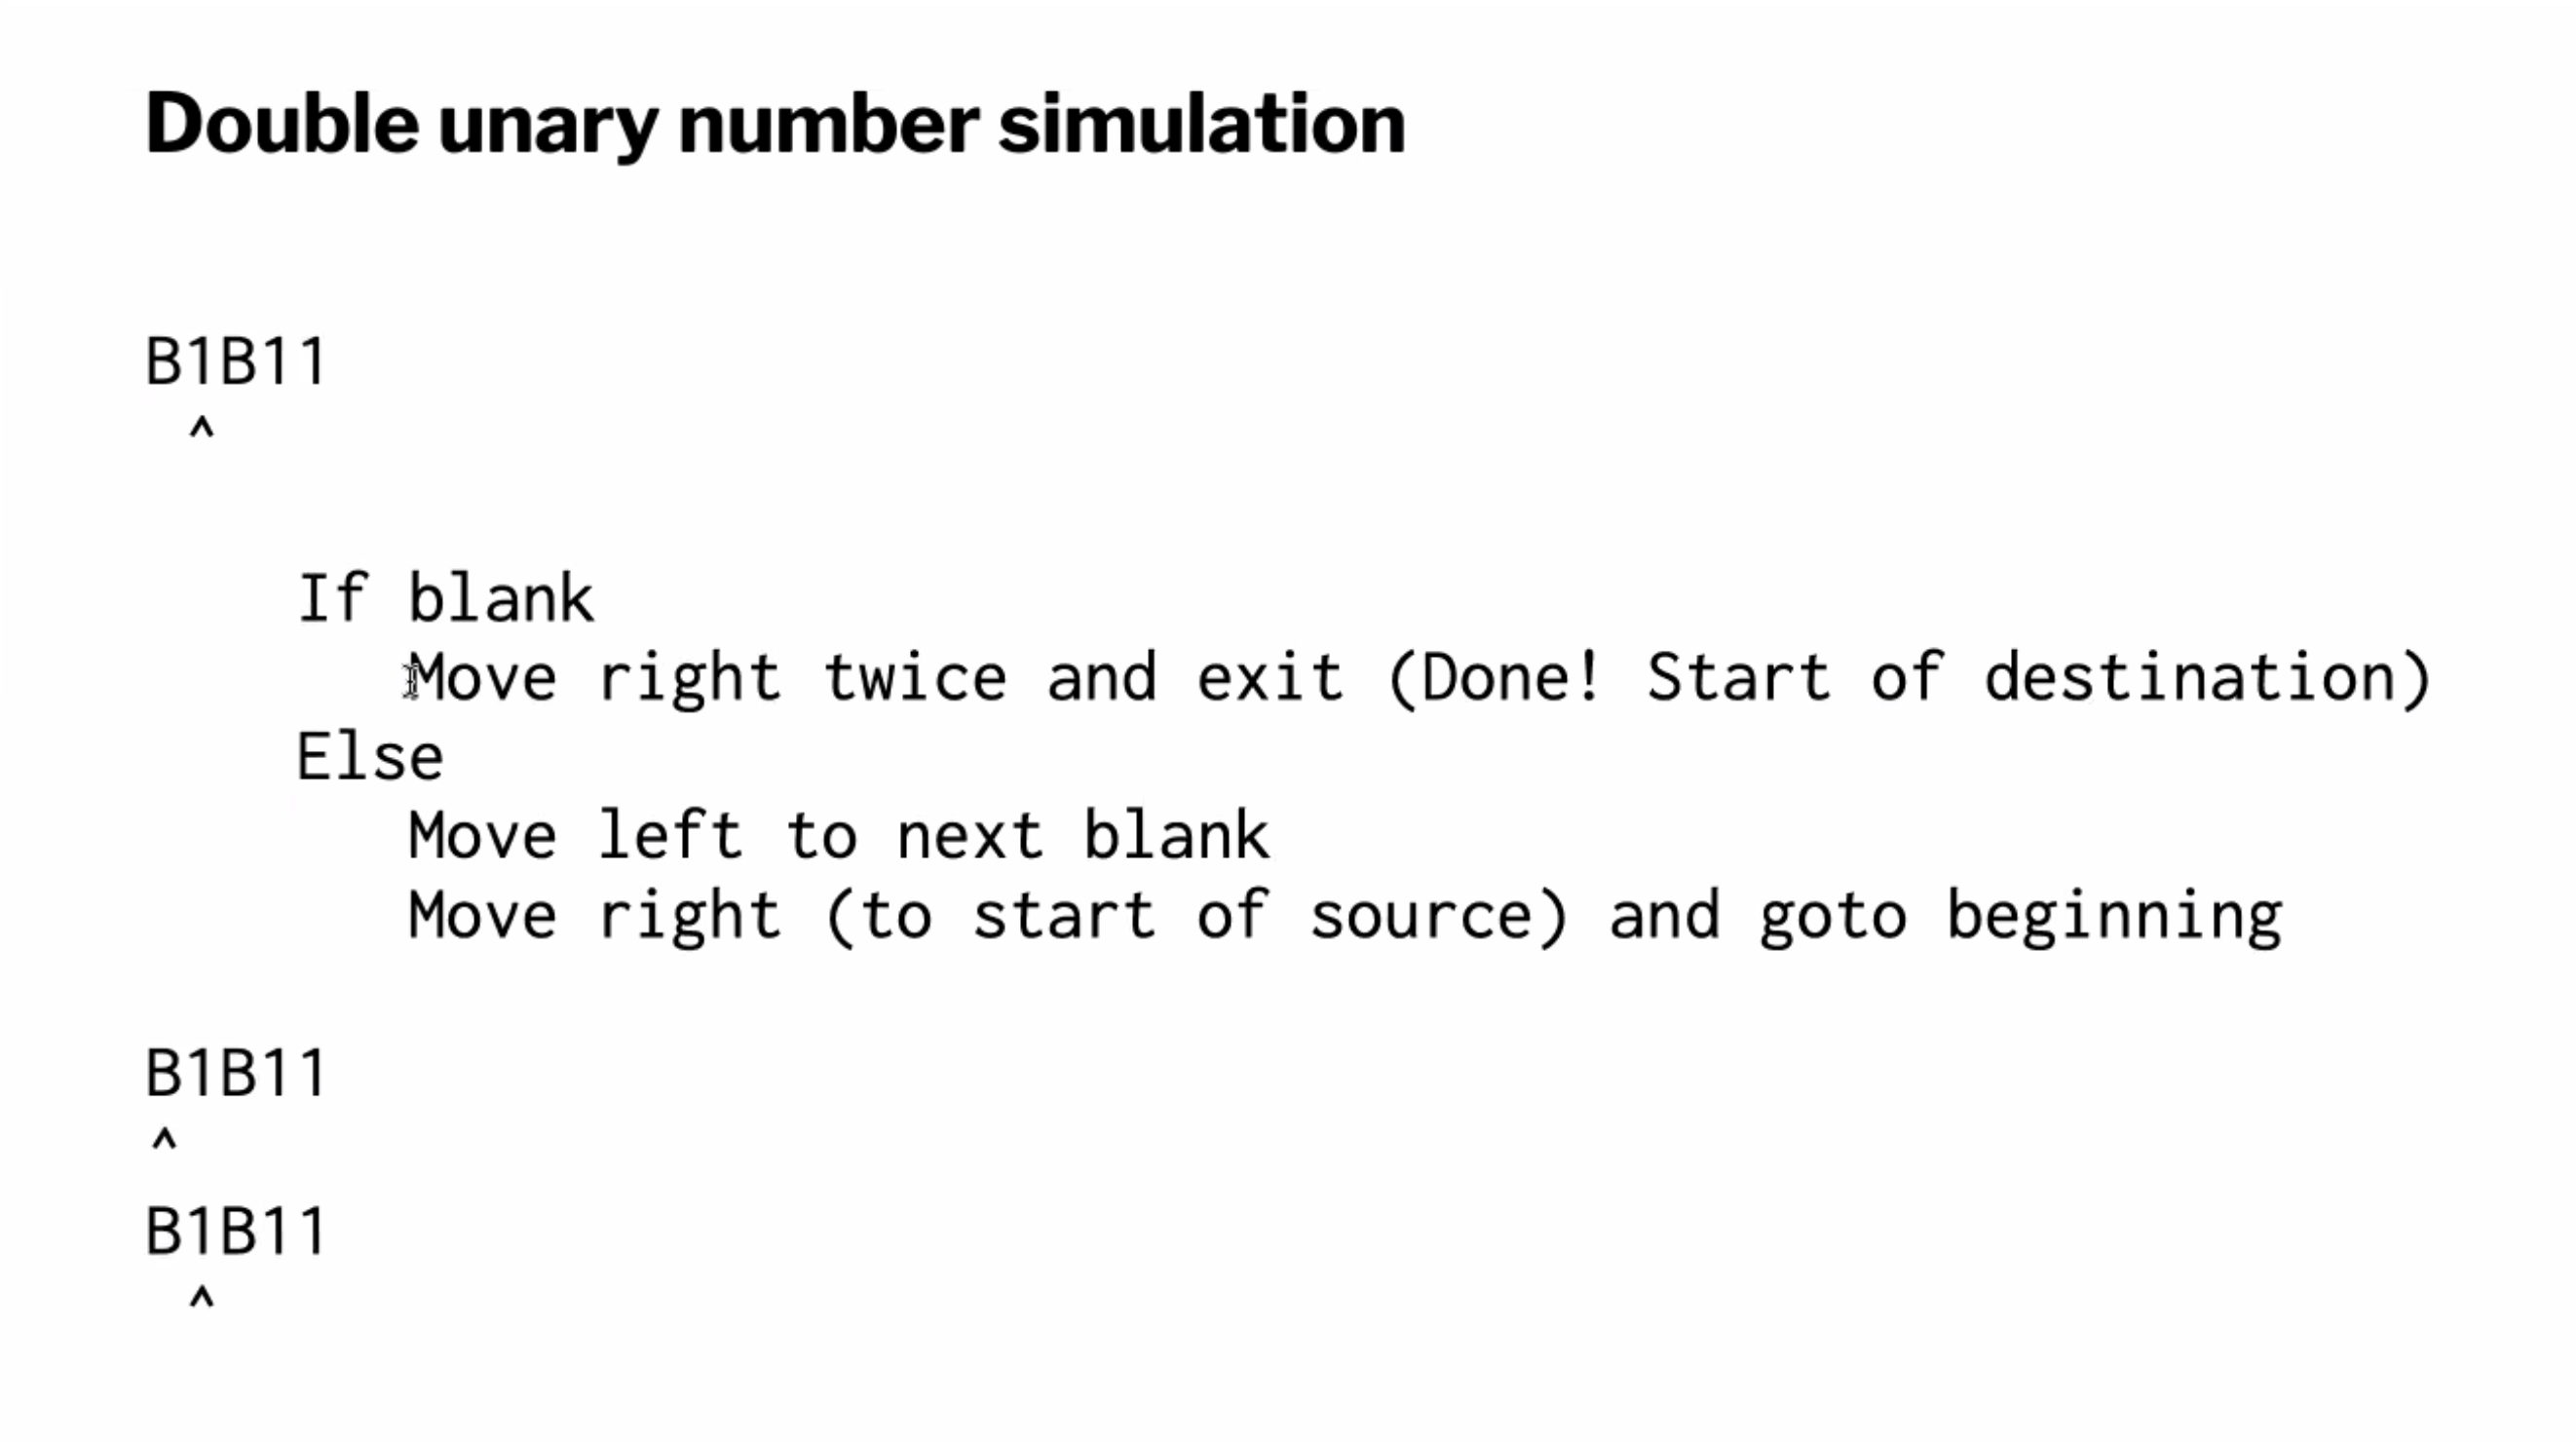 Double unary number simulation
B1B11
^
If blank
Move right twice and exit (Done! Start of destination)
Else
Move left to next blank
Move right (to start of source) and goto beginning
B1B11
^
B1B11
^